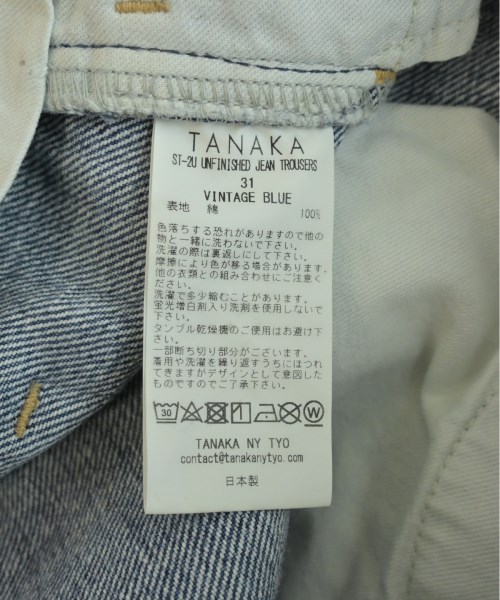 TANAKA
ST-2U UNFINISHED JEAN TROUSERS
31
VINTAGE BLUE
表地 綿 100%
色落ちする恐れがありますので他の
物と一緒に洗わないで下さい。
洗濯の際は裏返しにして下さい。
摩擦により色が移る場合があります。
他の衣類との組み合わせにご注意く
ださい。
洗濯で多少縮むことがあります。
蛍光増白剤入り洗剤を使用しないで
下さい。
タンブル乾燥機のご使用はお避け下
さい。
一部断ち切り部分がございます。
着用や洗濯を繰り返すうちにほつれ
てきますがデザインとして意図した
ものですのでご了承下さい。
30 W
TANAKA NY TYO
contact@tanakanytyo.com
日本製